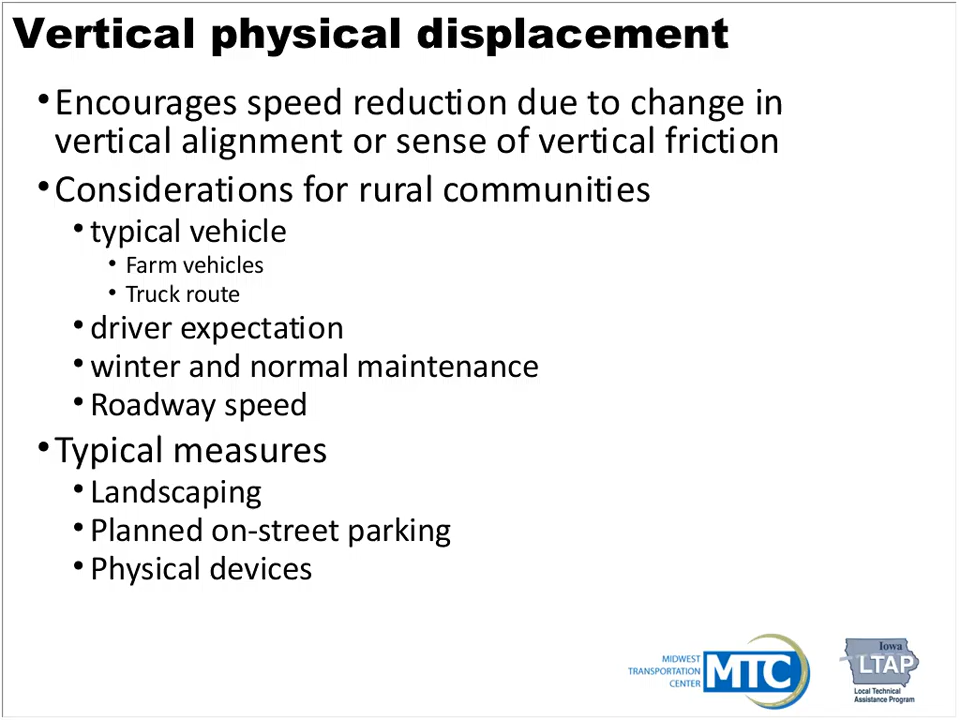 Vertical physical displacement
• Encourages speed reduction due to change in
vertical alignment or sense of vertical friction
• Considerations for rural communities
• typical vehicle
• Farm vehicles
• Truck route
• driver expectation
• winter and normal maintenance
• Roadway speed
• Typical measures
• Landscaping
• Planned on-street parking
• Physical devices
MIDWEST
TRANSPORTATION
CENTER
MTC
Iowa
LTAP
Local Technical
Assistance Program